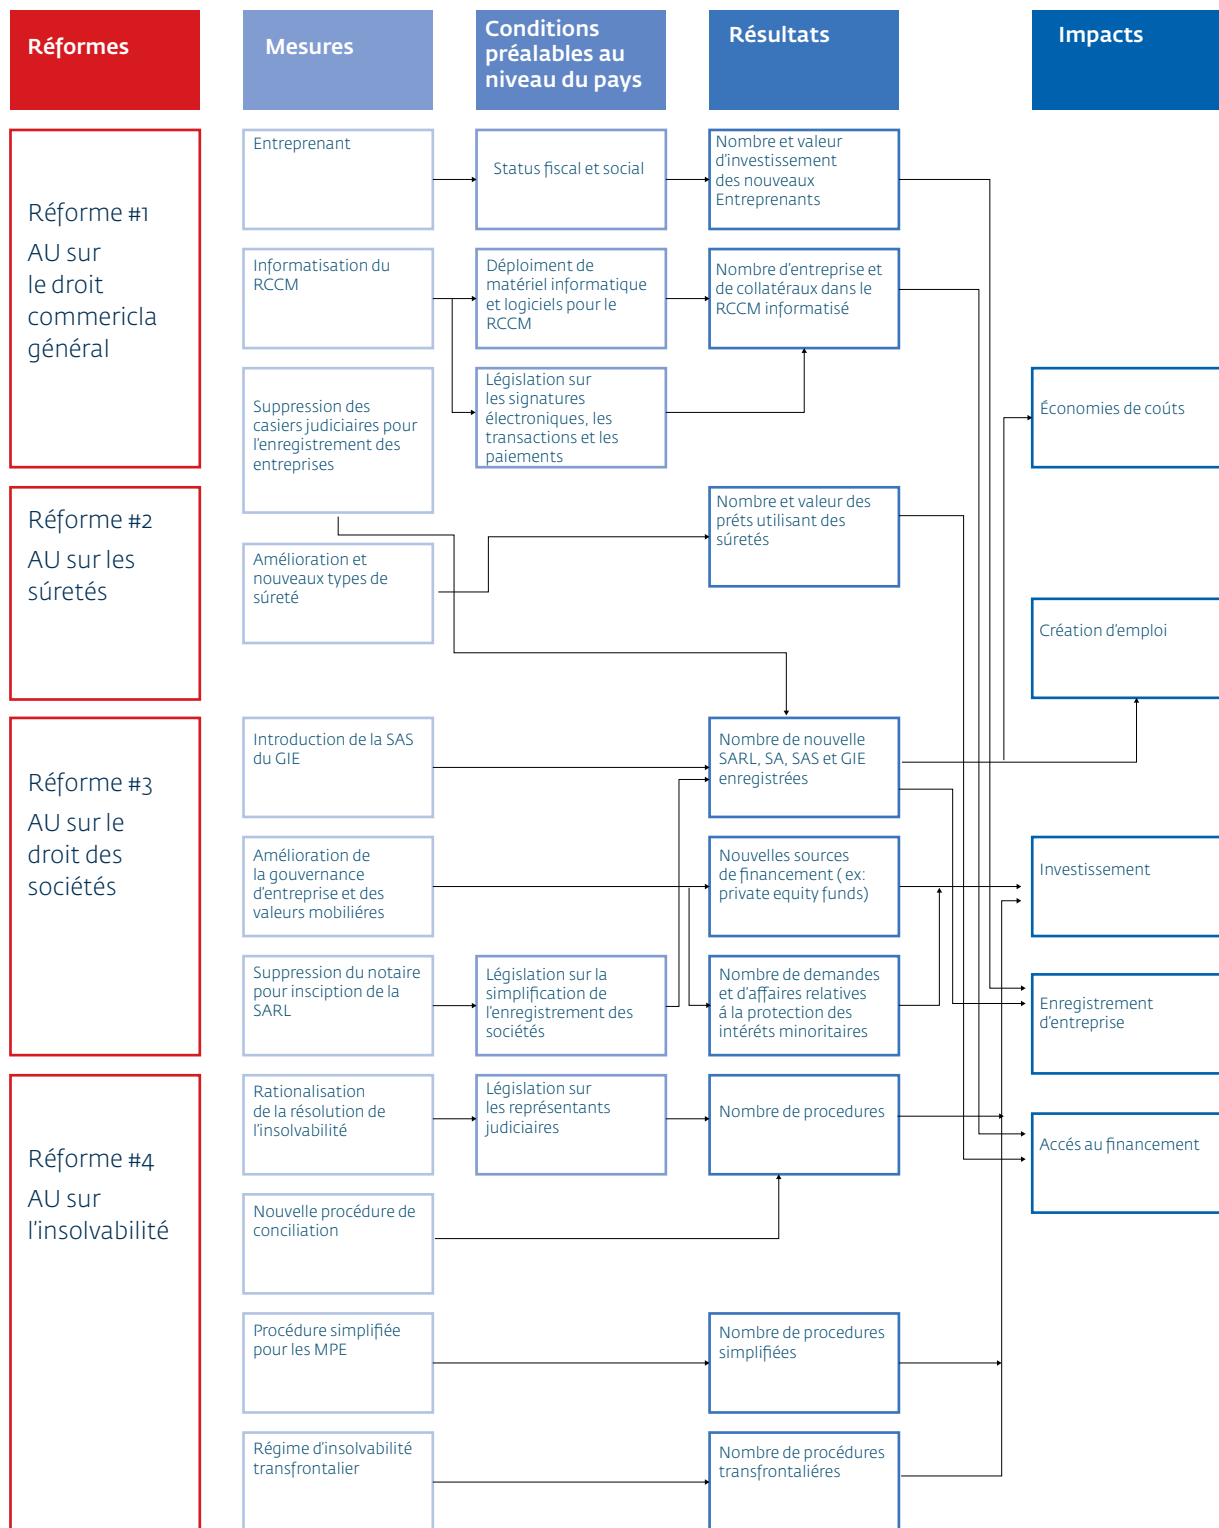 Réformes
Mesures
Conditions
préalables au
niveau du pays
Résultats
Impacts
Réforme #1
AU sur
le droit
commericla
général
Entreprenant
Status fiscal et social
Nombre et valeur
d'investissement
des nouveaux
Entreprenants
Informatisation du
RCCM
Déploiment de
matériel informatique
et logiciels pour le
RCCM
Nombre d'entreprise et
de collatéraux dans le
RCCM informatisé
Suppression des
casiers judiciaires pour
l'enregistrement des
entreprises
Législation sur
les signatures
électroniques, les
transactions et les
paiements
Économies de coúts
Réforme #2
AU sur les
súretés
Nombre et valeur des
préts utilisant des
súretés
Amélioration et
nouveaux types de
súreté
Création d'emploi
Réforme #3
AU sur le
droit des
sociétés
Introduction de la SAS
du GIE
Nombre de nouvelle
SARL, SA, SAS et GIE
enregistrées
Amélioration de
la gouvernance
d'entreprise et des
valeurs mobiliéres
Nouvelles sources
de financement ( ex:
private equity funds)
Investissement
Suppression du notaire
pour insciption de la
SARL
Législation sur la
simplification de
l'enregistrement des
sociétés
Nombre de demandes
et d'affaires relatives
á la protection des
intéréts minoritaires
Enregistrement
d'entreprise
Réforme #4
AU sur
l'insolvabilité
Rationalisation
de la résolution de
l'insolvabilité
Législation sur
les représentants
judiciaires
Nombre de procedures
Accés au financement
Nouvelle procédure de
conciliation
Procédure simplifiée
pour les MPE
Nombre de procedures
simplifiées
Régime d'insolvabilité
transfrontalier
Nombre de procédures
transfrontaliéres